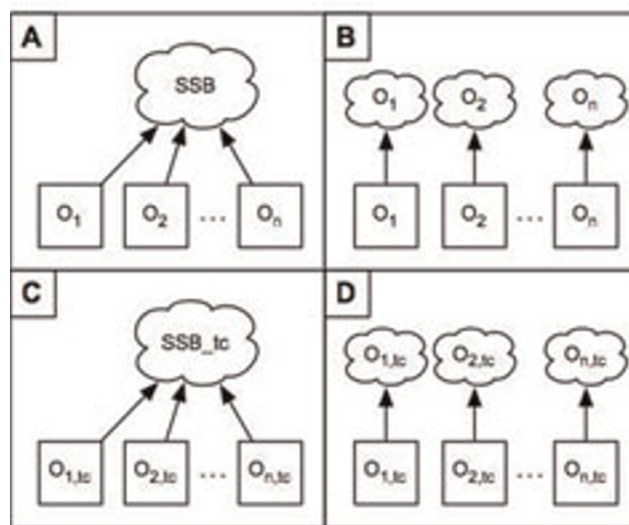 A
SSB
O1 O2 ... On
B
O1 O2 On
O1 O2 ... On
C
SSB_tc
O1,tc O2,tc ... On,tc
D
O1,tc O2,tc On,tc
O1,tc O2,tc ... On,tc